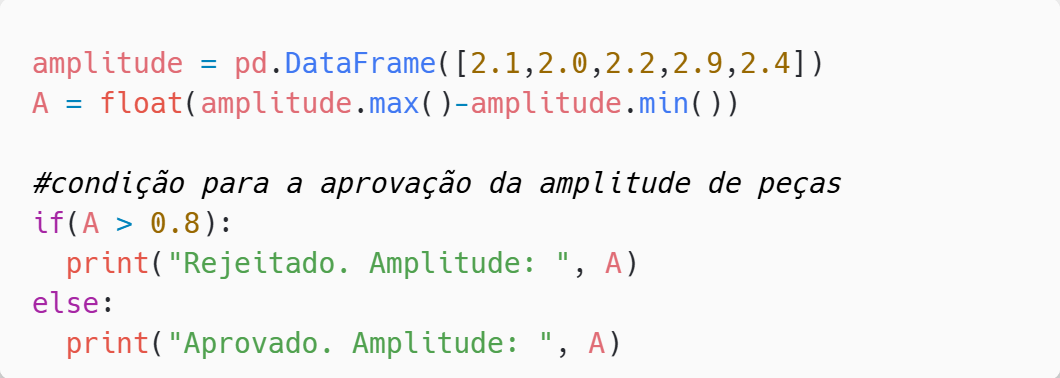 amplitude = pd.DataFrame([2.1,2.0,2.2,2.9,2.4])
A = float(amplitude.max()-amplitude.min())
#condição para a aprovação da amplitude de peças
if(A > 0.8):
  print("Rejeitado. Amplitude: ", A)
else:
  print("Aprovado. Amplitude: ", A)